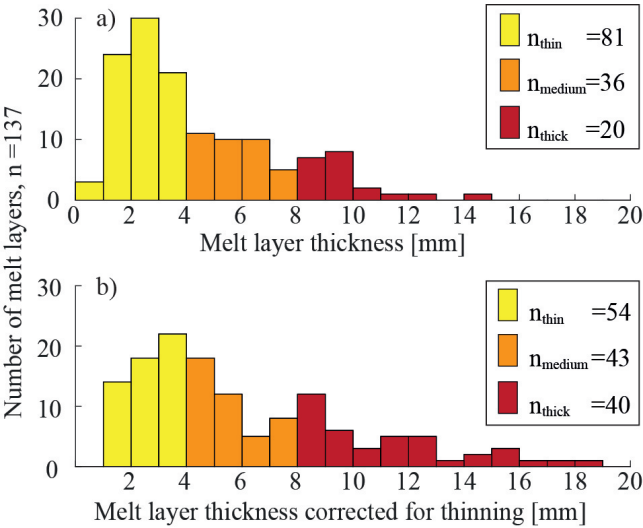 a)
30
20
10
0
n_thin =81
n_medium =36
n_thick =20
0 2 4 6 8 10 12 14 16 18 20
Melt layer thickness [mm]
Number of melt layers, n =137
b)
30
20
10
0
n_thin =54
n_medium =43
n_thick =40
2 4 6 8 10 12 14 16 18 20
Melt layer thickness corrected for thinning [mm]